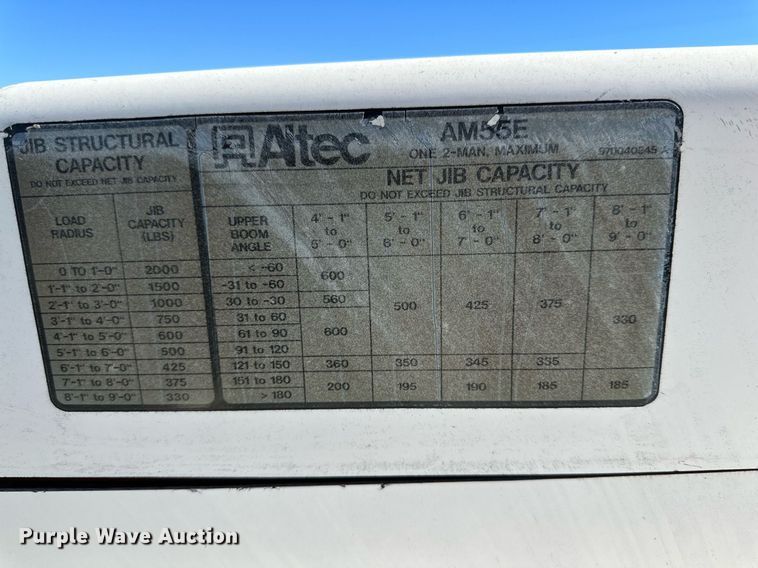 JIB STRUCTURAL
CAPACITY
DO NOT EXCEED NET JIB CAPACITY
LOAD RADIUS | JIB CAPACITY (LBS)
0 TO 1'-0" 2000
1'-1" to 2'-0" 1500
2'-1" to 3'-0" 1000
3'-1" to 4'-0" 750
4'-1" to 5'-0" 600
5'-1" to 6'-0" 500
6'-1" to 7'-0" 425
7'-1" to 8'-0" 375
8'-1" to 9'-0" 330
Altec AM55E
ONE 2-MAN, MAXIMUM 970040645
NET JIB CAPACITY
DO NOT EXCEED JIB STRUCTURAL CAPACITY
UPPER BOOM ANGLE | 4' - 1" to 5' - 0" | 5' - 1" to 6' - 0" | 6' - 1" to 7' - 0" | 7' - 1" to 8' - 0" | 8' - 1" to 9' - 0"
< -60
600
-31 to -60
30 to -30 560
500 425 375
330
31 to 60
61 to 90
600
91 to 120
121 to 150 360 350 345 335
151 to 180
200 195 190 185 185
> 180
Purple Wave Auction